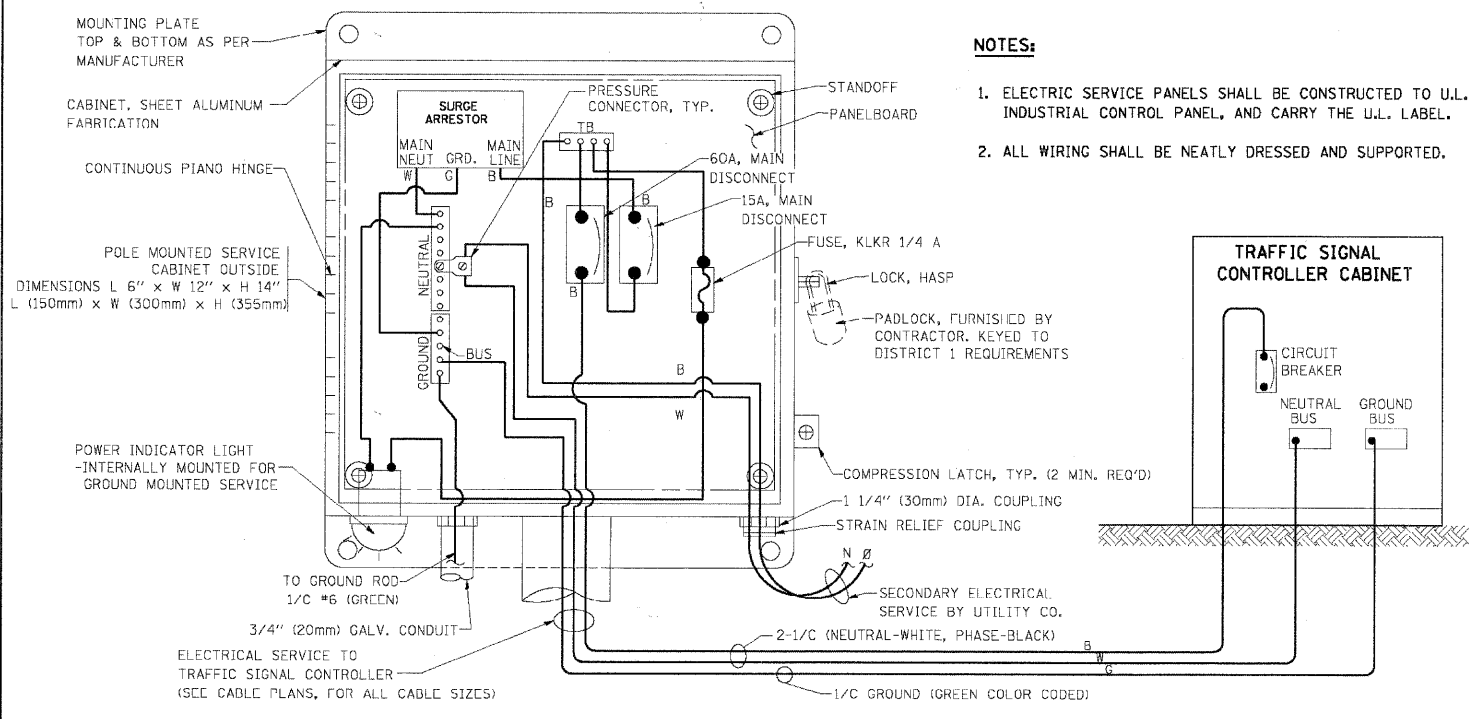 MOUNTING PLATE
TOP & BOTTOM AS PER
MANUFACTURER
CABINET, SHEET ALUMINUM
FABRICATION
CONTINUOUS PIANO HINGE
POLE MOUNTED SERVICE
CABINET OUTSIDE
DIMENSIONS L 6" x W 12" x H 14"
L (150mm) x W (300mm) x H (355mm)
POWER INDICATOR LIGHT
-INTERNALLY MOUNTED FOR
GROUND MOUNTED SERVICE
TO GROUND ROD
1/C #6 (GREEN)
3/4" (20mm) GALV. CONDUIT
ELECTRICAL SERVICE TO
TRAFFIC SIGNAL CONTROLLER
(SEE CABLE PLANS, FOR ALL CABLE SIZES)
SURGE
ARRESTOR
MAIN
NEUT
GRD.
MAIN
LINE
W
G
B
PRESSURE
CONNECTOR, TYP.
TB
STANDOFF
PANELBOARD
60A, MAIN
DISCONNECT
15A, MAIN
DISCONNECT
B
B
B
FUSE, KLKR 1/4 A
LOCK, HASP
PADLOCK, FURNISHED BY
CONTRACTOR. KEYED TO
DISTRICT 1 REQUIREMENTS
NEUTRAL
GROUND
BUS
B
W
COMPRESSION LATCH, TYP. (2 MIN. REQ'D)
1 1/4" (30mm) DIA. COUPLING
STRAIN RELIEF COUPLING
N Ø
SECONDARY ELECTRICAL
SERVICE BY UTILITY CO.
2-1/C (NEUTRAL-WHITE, PHASE-BLACK)
B
W
G
1/C GROUND (GREEN COLOR CODED)
NOTES:
1. ELECTRIC SERVICE PANELS SHALL BE CONSTRUCTED TO U.L.
INDUSTRIAL CONTROL PANEL, AND CARRY THE U.L. LABEL.
2. ALL WIRING SHALL BE NEATLY DRESSED AND SUPPORTED.
TRAFFIC SIGNAL
CONTROLLER CABINET
CIRCUIT
BREAKER
NEUTRAL
BUS
GROUND
BUS